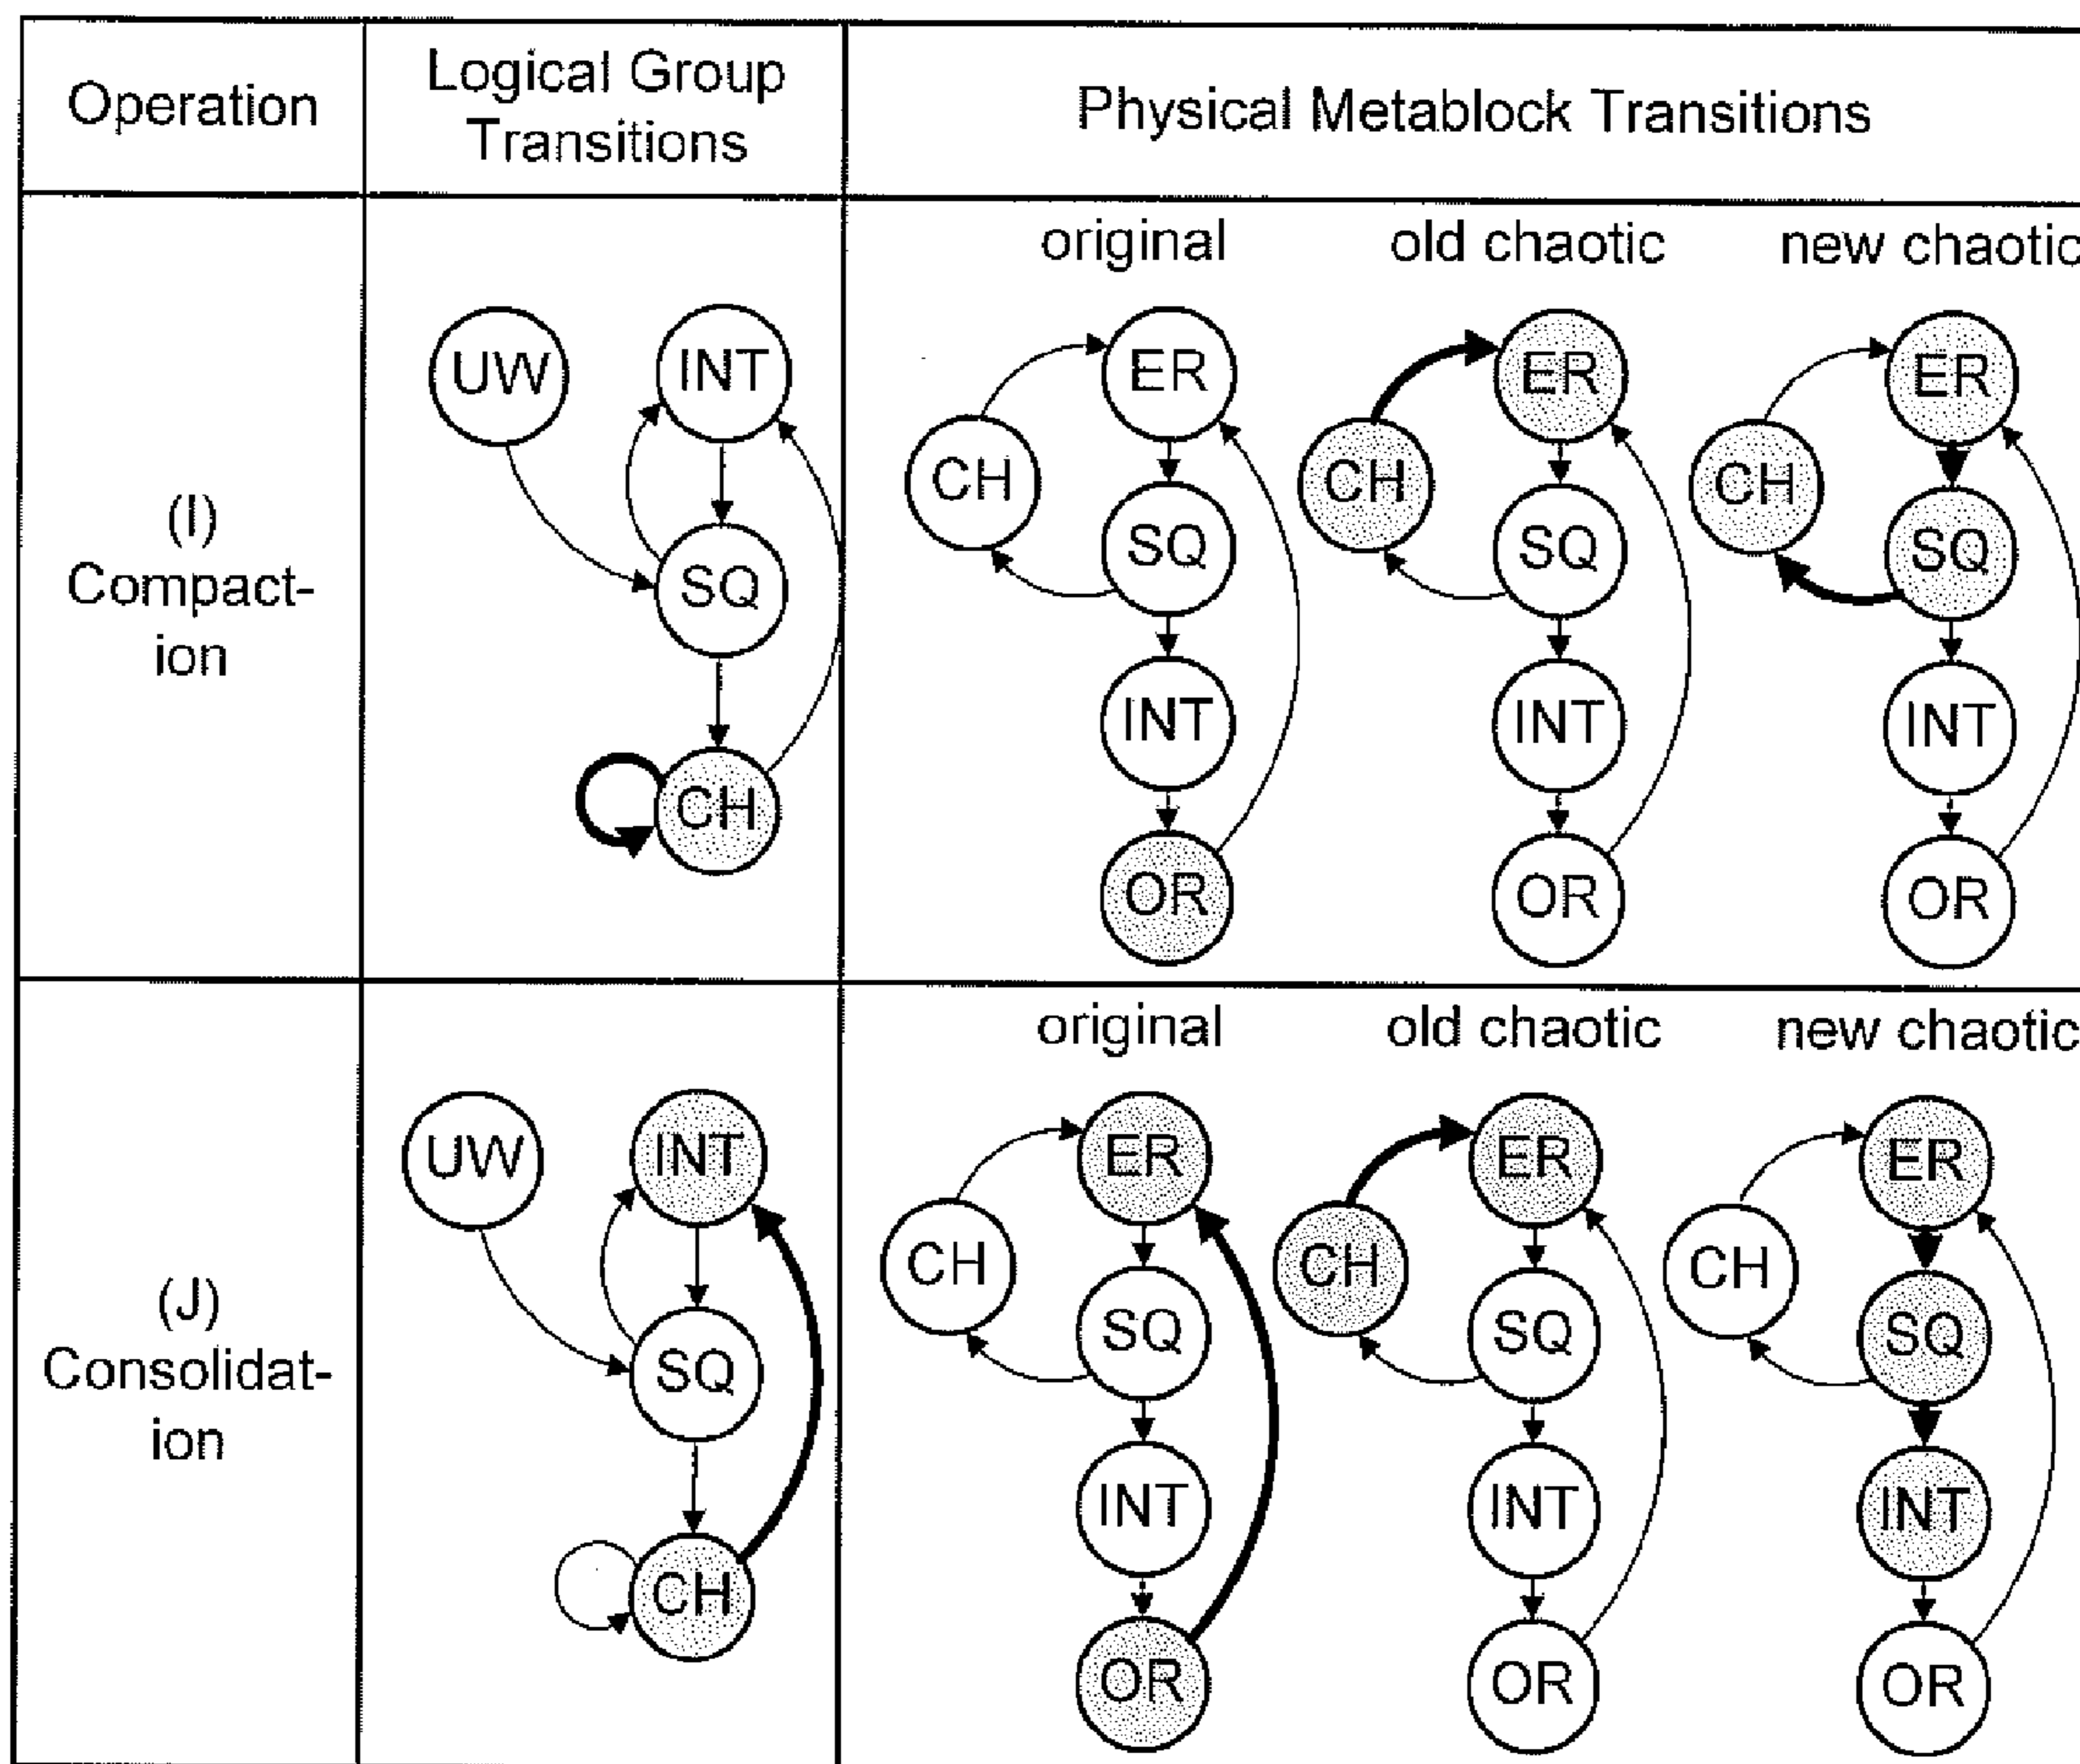 Operation
Logical Group
Transitions
Physical Metablock Transitions
(I)
Compact-
ion
UW
INT
SQ
CH
original
ER
CH
SQ
INT
OR
old chaotic
ER
CH
SQ
INT
OR
new chaotic
ER
CH
SQ
INT
OR
(J)
Consolidat-
ion
UW
INT
SQ
CH
original
ER
CH
SQ
INT
OR
old chaotic
ER
CH
SQ
INT
OR
new chaotic
ER
CH
SQ
INT
OR